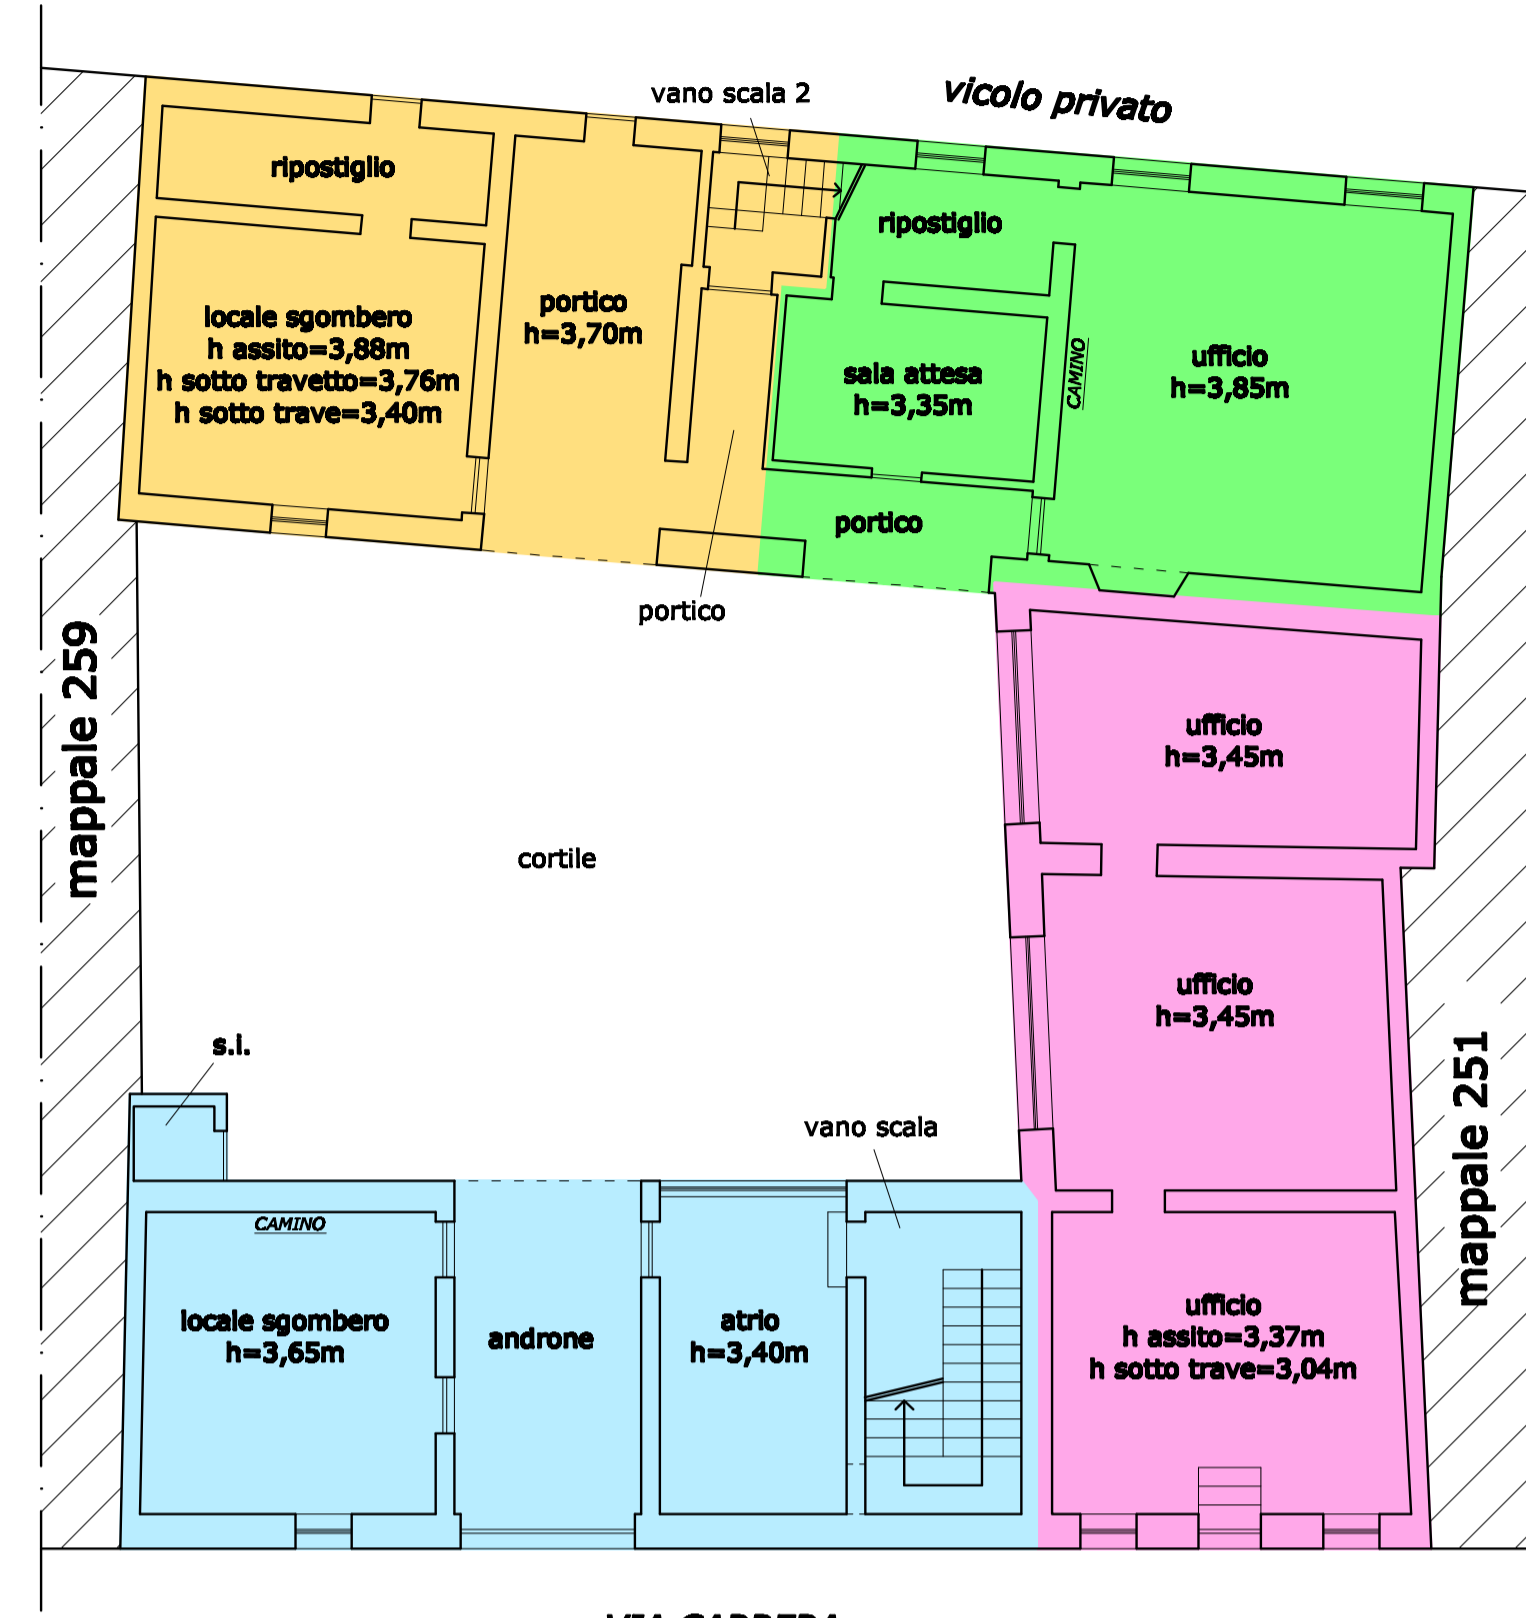 vano scala 2
vicolo privato
ripostiglio
ripostiglio
locale sgombero
h assito=3,88m
h sotto travetto=3,76m
h sotto trave=3,40m
portico
h=3,70m
sala attesa
h=3,35m
CAMINO
ufficio
h=3,85m
portico
portico
mappale 259
ufficio
h=3,45m
cortile
ufficio
h=3,45m
s.i.
vano scala
mappale 251
CAMINO
locale sgombero
h=3,65m
androne
atrio
h=3,40m
ufficio
h assito=3,37m
h sotto trave=3,04m